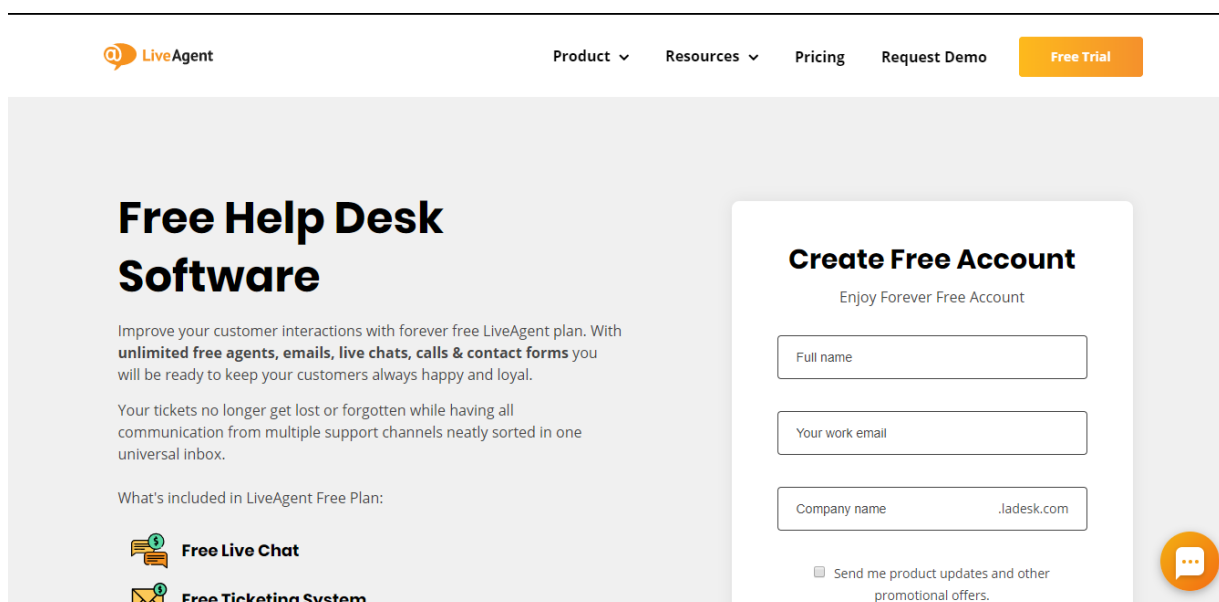 LiveAgent
Product
Resources
Pricing
Request Demo
Free Trial
Free Help Desk
Software
Improve your customer interactions with forever free LiveAgent plan. With
unlimited free agents, emails, live chats, calls & contact forms you
will be ready to keep your customers always happy and loyal.
Your tickets no longer get lost or forgotten while having all
communication from multiple support channels neatly sorted in one
universal inbox.
What's included in LiveAgent Free Plan:
Free Live Chat
Free Ticketing System
Create Free Account
Enjoy Forever Free Account
Full name
Your work email
Company name .ladesk.com
Send me product updates and other
promotional offers.